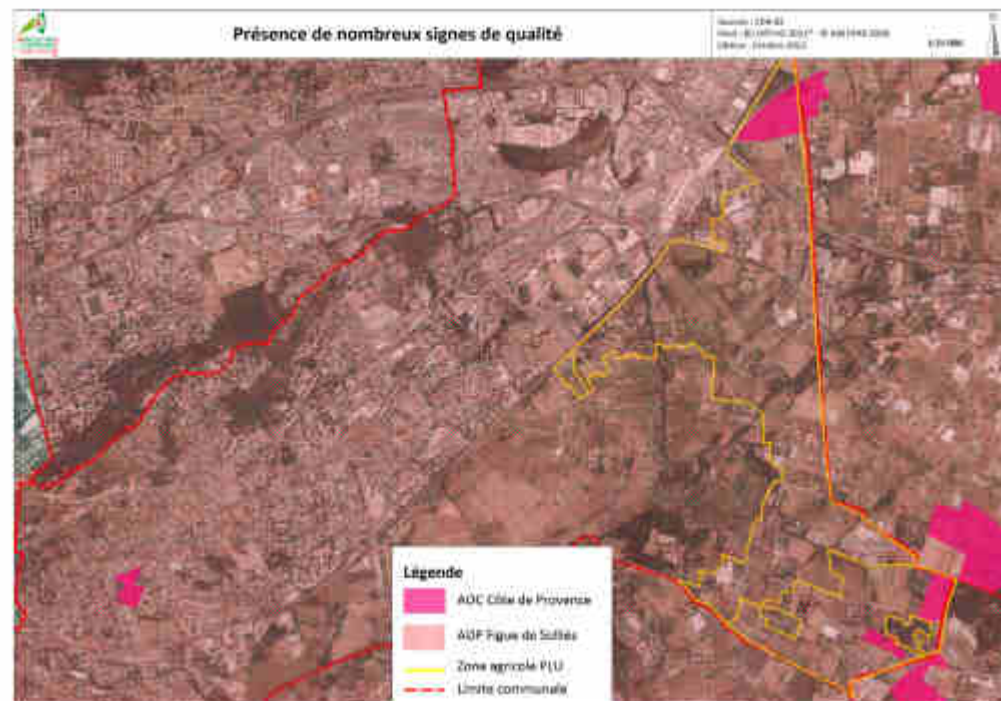 Présence de nombreux signes de qualité
Légende
AOC Côte de Provence
AOP Figue de Solliès
Zone agricole PLU
Limite communale